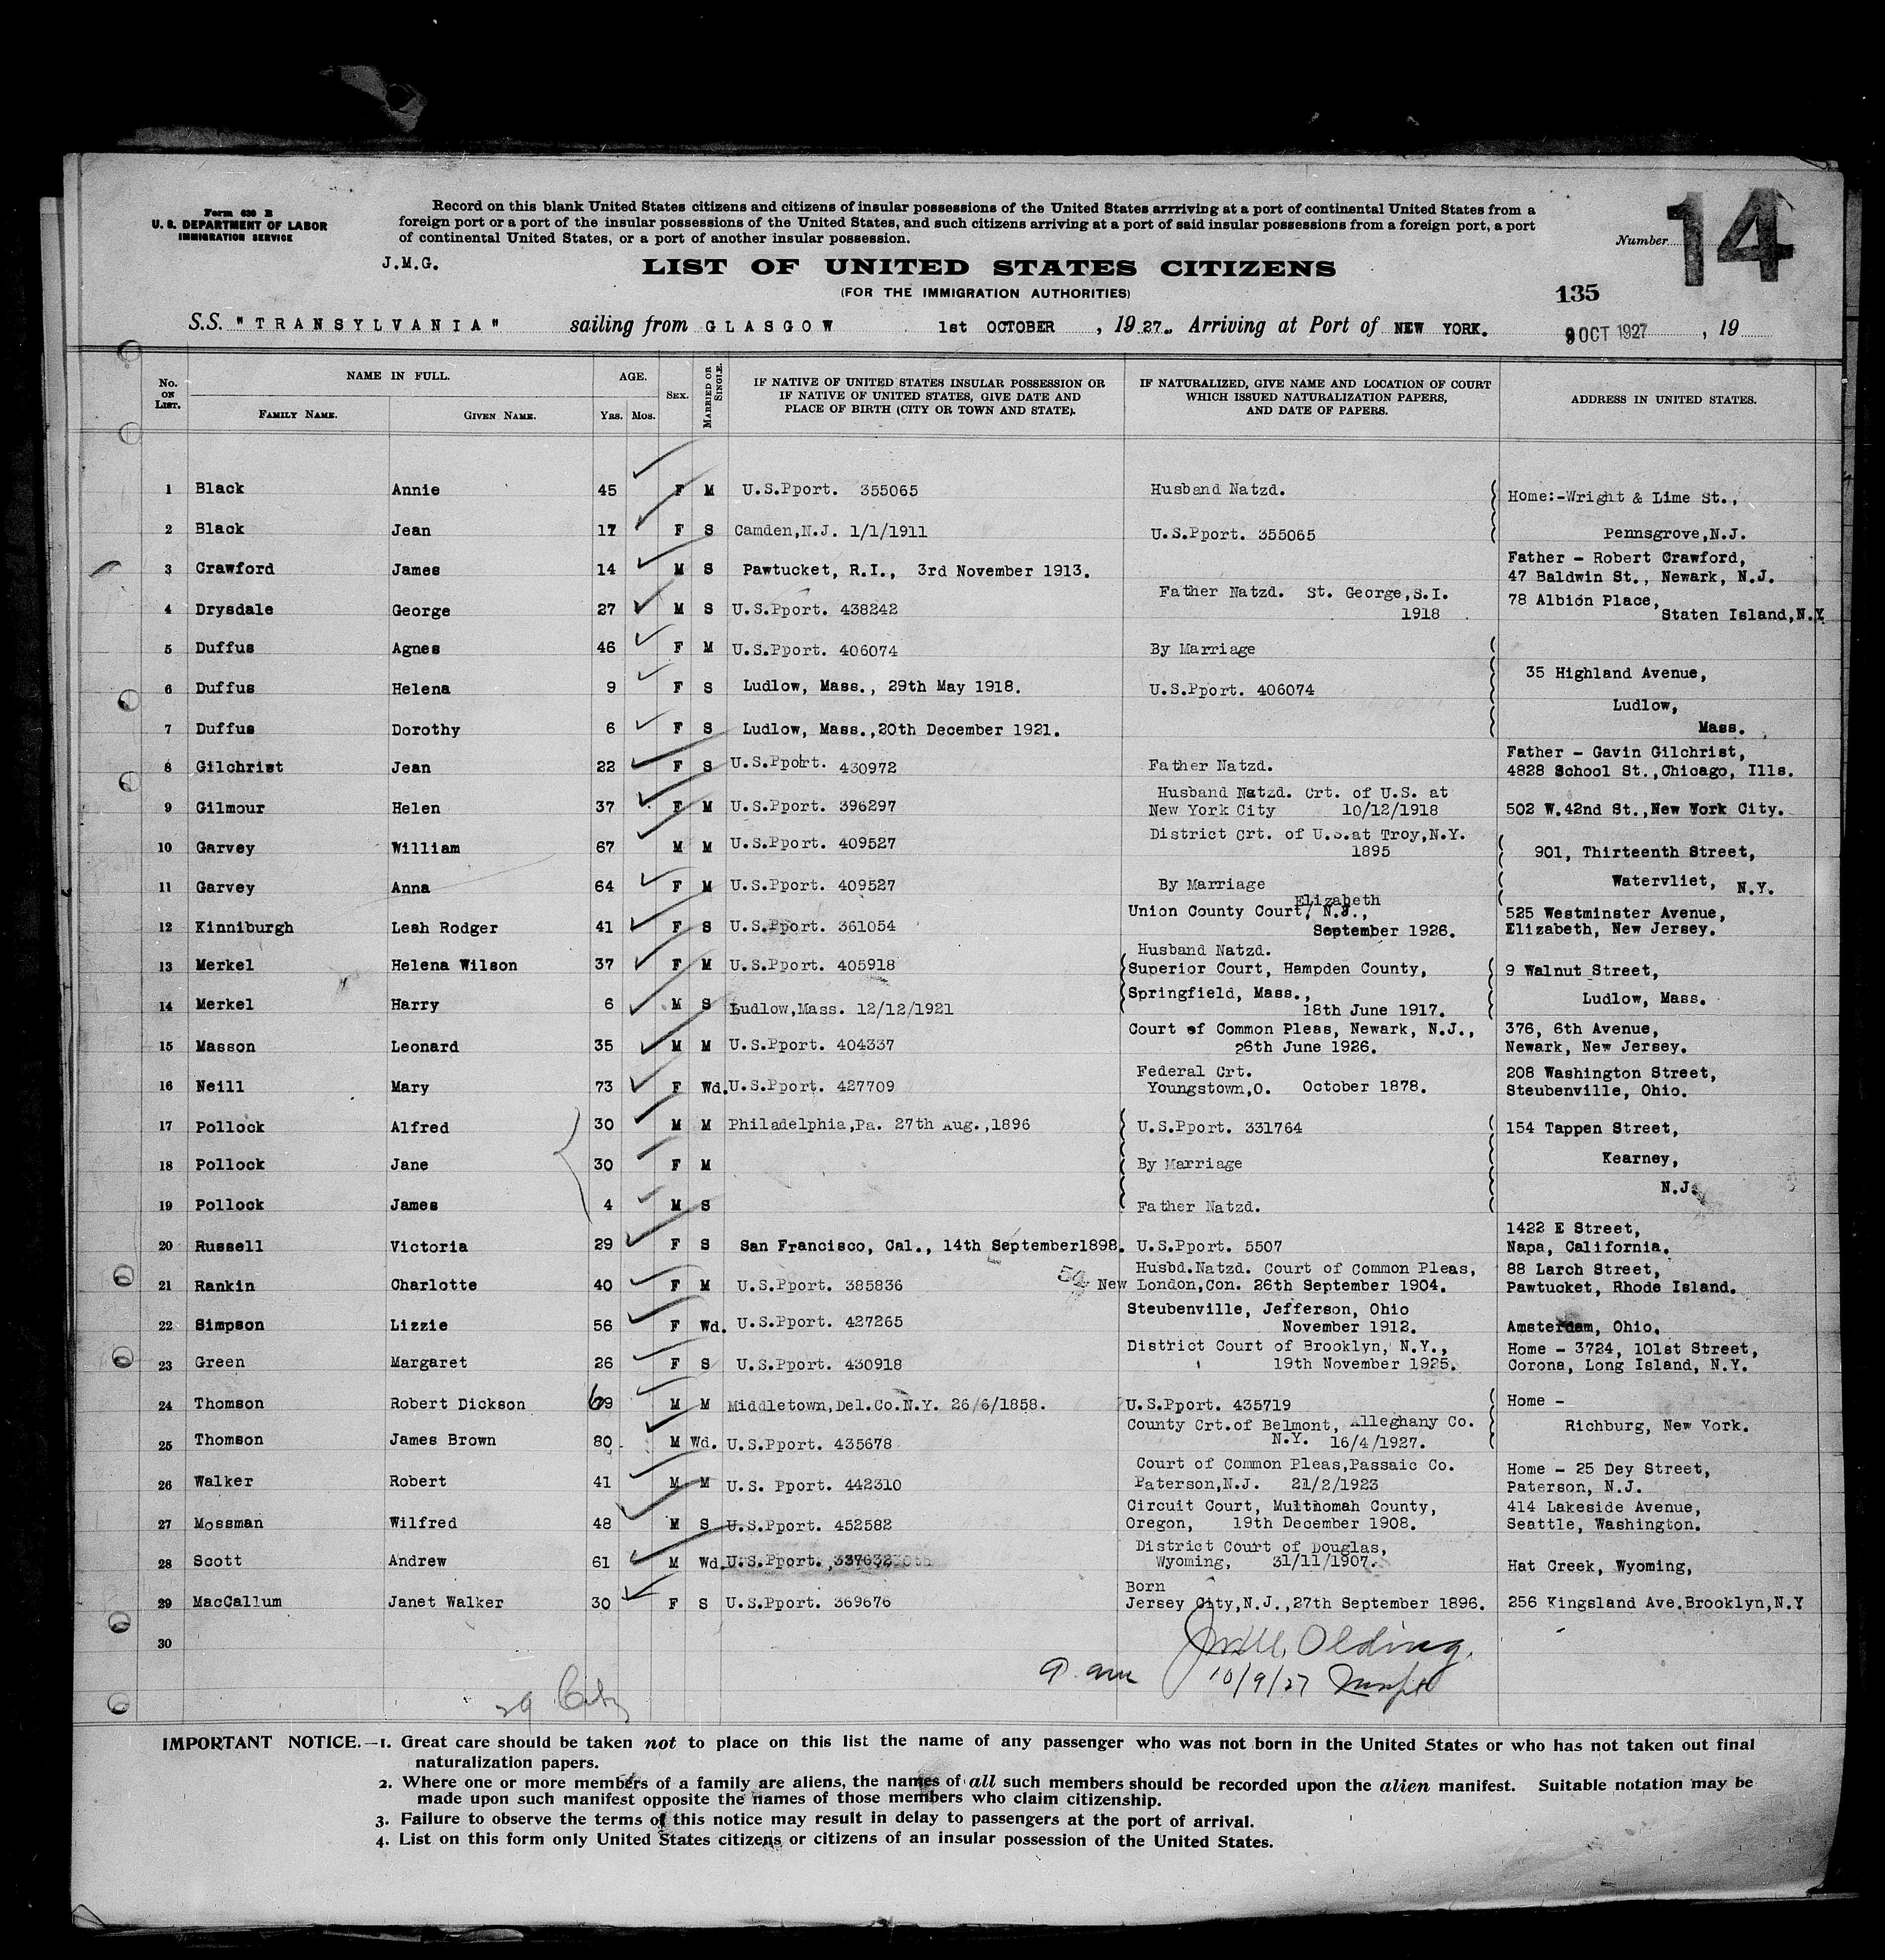 Form 630 B
U. S. DEPARTMENT OF LABOR
IMMIGRATION SERVICE
Record on this blank United States citizens and citizens of insular possessions of the United States arrriving at a port of continental United States from a
foreign port or a port of the insular possessions of the United States, and such citizens arriving at a port of said insular possessions from a foreign port, a port
of continental United States, or a port of another insular possession.
Number 14
J.M.G.
LIST OF UNITED STATES CITIZENS
(FOR THE IMMIGRATION AUTHORITIES)
135
S.S. "TRANSYLVANIA" sailing from GLASGOW 1st OCTOBER, 1927. Arriving at Port of NEW YORK. 9 OCT 1927, 19
No. ON LIST.
NAME IN FULL.
FAMILY NAME. GIVEN NAME.
AGE.
Yrs. Mos.
SEX.
MARRIED OR SINGLE.
IF NATIVE OF UNITED STATES INSULAR POSSESSION OR
IF NATIVE OF UNITED STATES, GIVE DATE AND
PLACE OF BIRTH (CITY OR TOWN AND STATE).
IF NATURALIZED, GIVE NAME AND LOCATION OF COURT
WHICH ISSUED NATURALIZATION PAPERS,
AND DATE OF PAPERS.
ADDRESS IN UNITED STATES.
1 Black Annie 45 F M U.S.Pport. 355065 Husband Natzd. Home:-Wright & Lime St.,
2 Black Jean 17 F S Camden,N.J. 1/1/1911 U.S.Pport. 355065 Pennsgrove,N.J.
3 Crawford James 14 M S Pawtucket, R.I., 3rd November 1913. Father - Robert Crawford,
47 Baldwin St., Newark, N.J.
4 Drysdale George 27 M S U.S.Pport. 438242 Father Natzd. St. George,S.I.
1918 78 Albion Place,
Staten Island,N.Y
5 Duffus Agnes 46 F M U.S.Pport. 406074 By Marriage
6 Duffus Helena 9 F S Ludlow, Mass., 29th May 1918. U.S.Pport. 406074 35 Highland Avenue,
Ludlow,
7 Duffus Dorothy 6 F S Ludlow, Mass.,20th December 1921. Mass.
8 Gilchrist Jean 22 F S U.S.Pport. 430972 Father Natzd. Father - Gavin Gilchrist,
4828 School St.,Chicago, Ills.
9 Gilmour Helen 37 F M U.S.Pport. 396297 Husband Natzd. Crt. of U.S. at
New York City 10/12/1918 502 W.42nd St.,New York City.
10 Garvey William 67 M M U.S.Pport. 409527 District Crt. of U.S.at Troy,N.Y.
1895 901, Thirteenth Street,
11 Garvey Anna 64 F M U.S.Pport. 409527 By Marriage Watervliet, N.Y.
12 Kinniburgh Leah Rodger 41 F S U.S.Pport. 361054 Elizabeth
Union County Court, N.J.,
September 1926. 525 Westminster Avenue,
Elizabeth, New Jersey.
13 Merkel Helena Wilson 37 F M U.S.Pport. 405918 Husband Natzd.
Superior Court, Hampden County, 9 Walnut Street,
14 Merkel Harry 6 M S Ludlow,Mass. 12/12/1921 Springfield, Mass.,
18th June 1917. Ludlow, Mass.
15 Masson Leonard 35 M M U.S.Pport. 404337 Court of Common Pleas, Newark, N.J.,
26th June 1926. 376, 6th Avenue,
Newark, New Jersey.
16 Neill Mary 73 F Wd. U.S.Pport. 427709 Federal Crt.
Youngstown,O. October 1878. 208 Washington Street,
Steubenville, Ohio.
17 Pollock Alfred 30 M M Philadelphia,Pa. 27th Aug.,1896 U.S.Pport. 331764 154 Tappen Street,
18 Pollock Jane 30 F M By Marriage Kearney,
N.J.
19 Pollock James 4 M S Father Natzd.
20 Russell Victoria 29 F S San Francisco, Cal., 14th September1898. U.S.Pport. 5507 1422 E Street,
Napa, California.
21 Rankin Charlotte 40 F M U.S.Pport. 385836 54 Husbd.Natzd. Court of Common Pleas,
New London,Con. 26th September 1904. 88 Larch Street,
Pawtucket, Rhode Island.
22 Simpson Lizzie 56 F Wd. U.S.Pport. 427265 Steubenville, Jefferson, Ohio
November 1912. Amsterdam, Ohio.
23 Green Margaret 26 F S U.S.Pport. 430918 District Court of Brooklyn, N.Y.,
19th November 1925. Home - 3724, 101st Street,
Corona, Long Island, N.Y.
24 Thomson Robert Dickson 69 M M Middletown,Del.Co.N.Y. 26/6/1858. U.S.Pport. 435719 Home -
25 Thomson James Brown 80 M Wd. U.S.Pport. 435678 County Crt.of Belmont, Alleghany Co.
N.Y. 16/4/1927. Richburg, New York.
26 Walker Robert 41 M M U.S. Pport. 442310 Court of Common Pleas,Passaic Co.
Paterson,N.J. 21/2/1923 Home - 25 Dey Street,
Paterson, N.J.
27 Mossman Wilfred 48 M S U.S.Pport. 452582 Circuit Court, Multnomah County,
Oregon, 19th December 1908. 414 Lakeside Avenue,
Seattle, Washington.
28 Scott Andrew 61 M Wd. U.S.Pport. District Court of Douglas,
Wyoming, 31/11/1907. Hat Creek, Wyoming,
29 MacCallum Janet Walker 30 F S U.S.Pport. 369676 Born
Jersey City,N.J.,27th September 1896. 256 Kingsland Ave.Brooklyn,N.Y
30
Olding.
10/9/27
29
IMPORTANT NOTICE.—1. Great care should be taken not to place on this list the name of any passenger who was not born in the United States or who has not taken out final
naturalization papers.
2. Where one or more members of a family are aliens, the names of all such members should be recorded upon the alien manifest. Suitable notation may be
made upon such manifest opposite the names of those members who claim citizenship.
3. Failure to observe the terms of this notice may result in delay to passengers at the port of arrival.
4. List on this form only United States citizens or citizens of an insular possession of the United States.